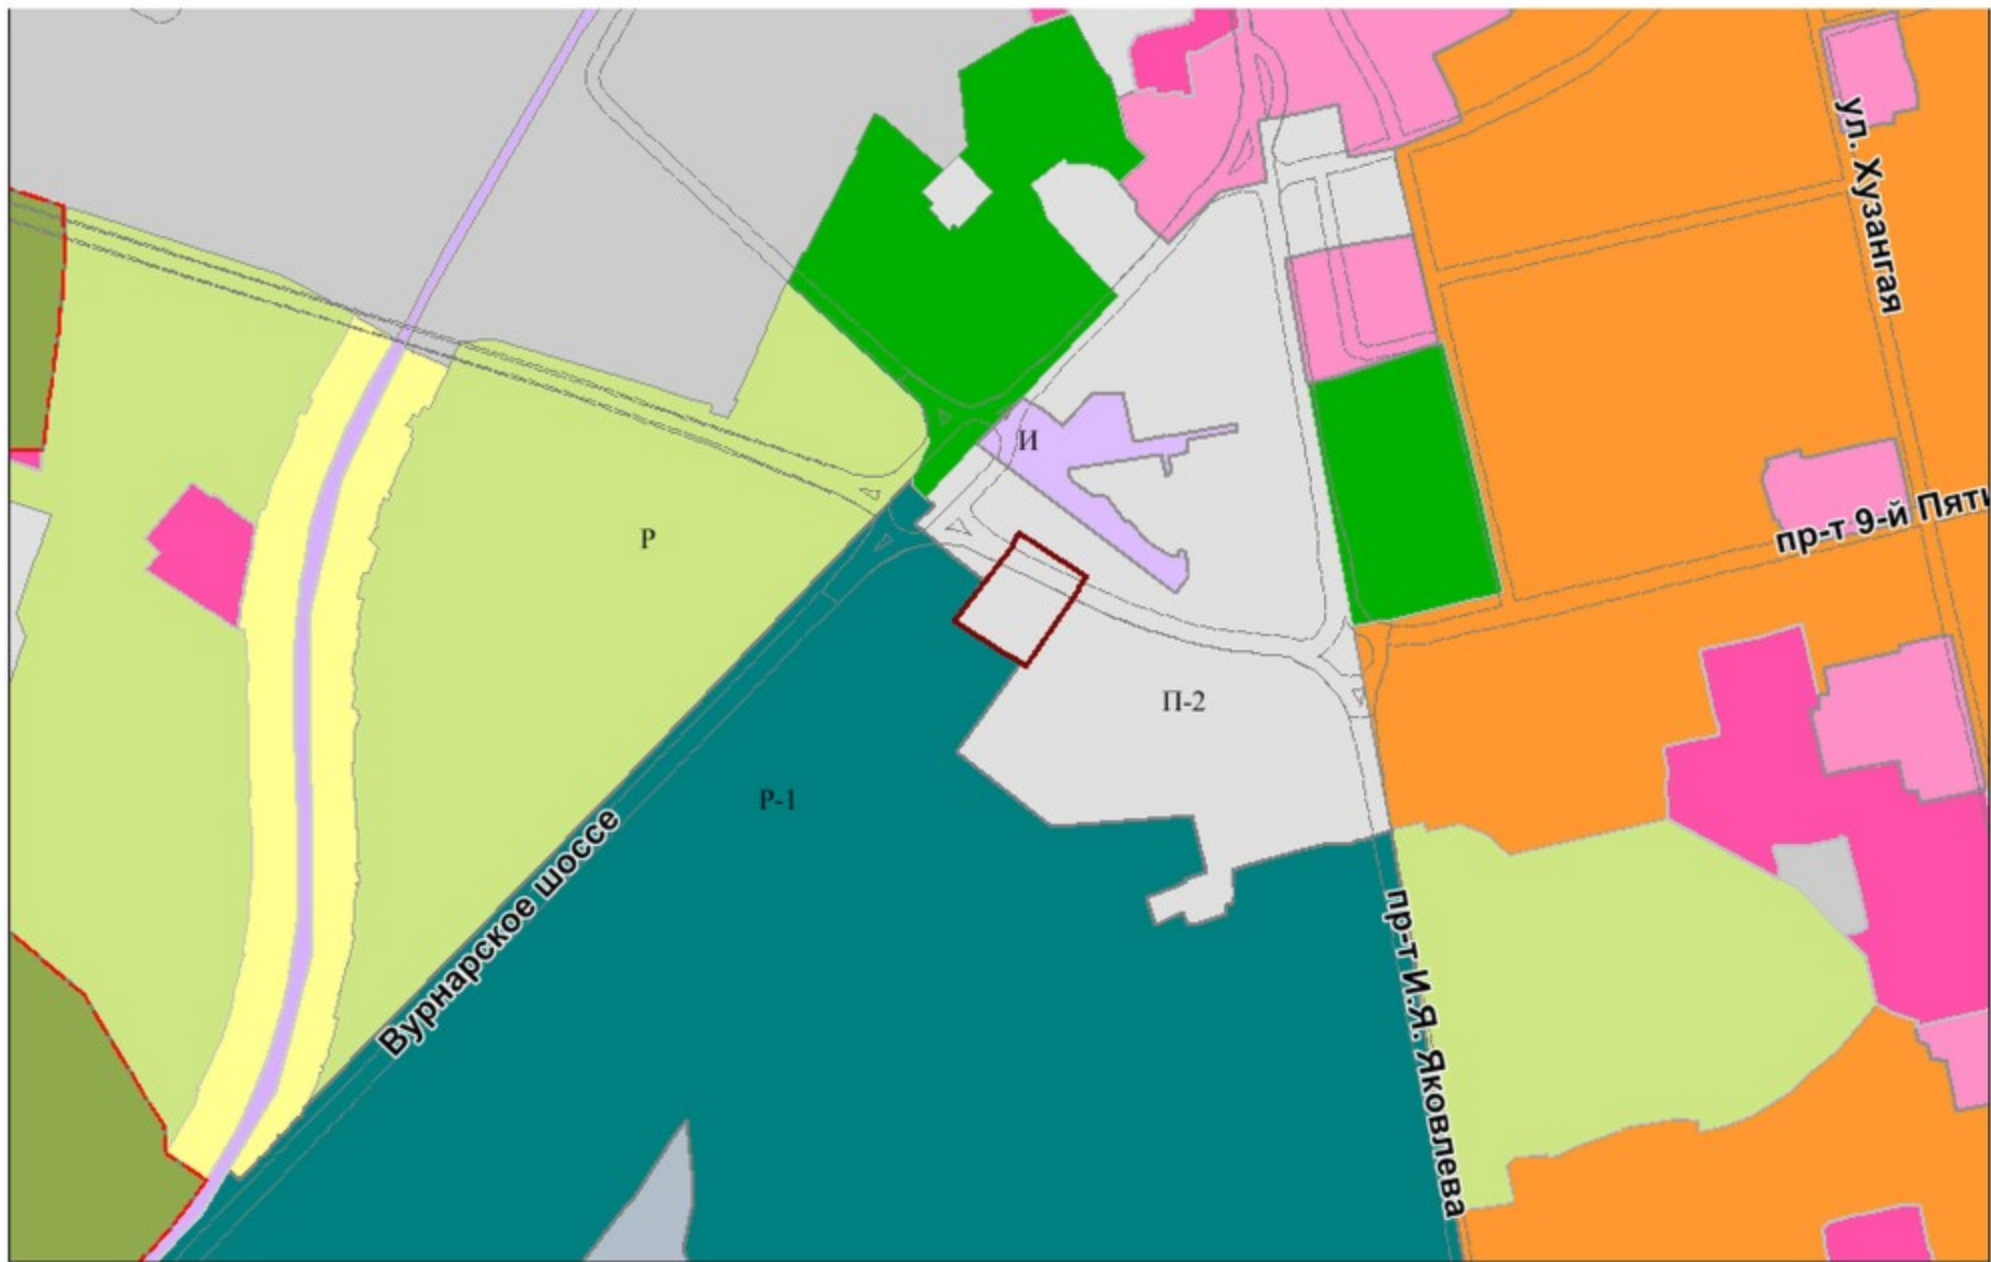 ул. Хузангая
И
пр-т 9-й Пяти
Р
П-2
Р-1
Вурнарское шоссе
пр-т И.Я. Яковлева